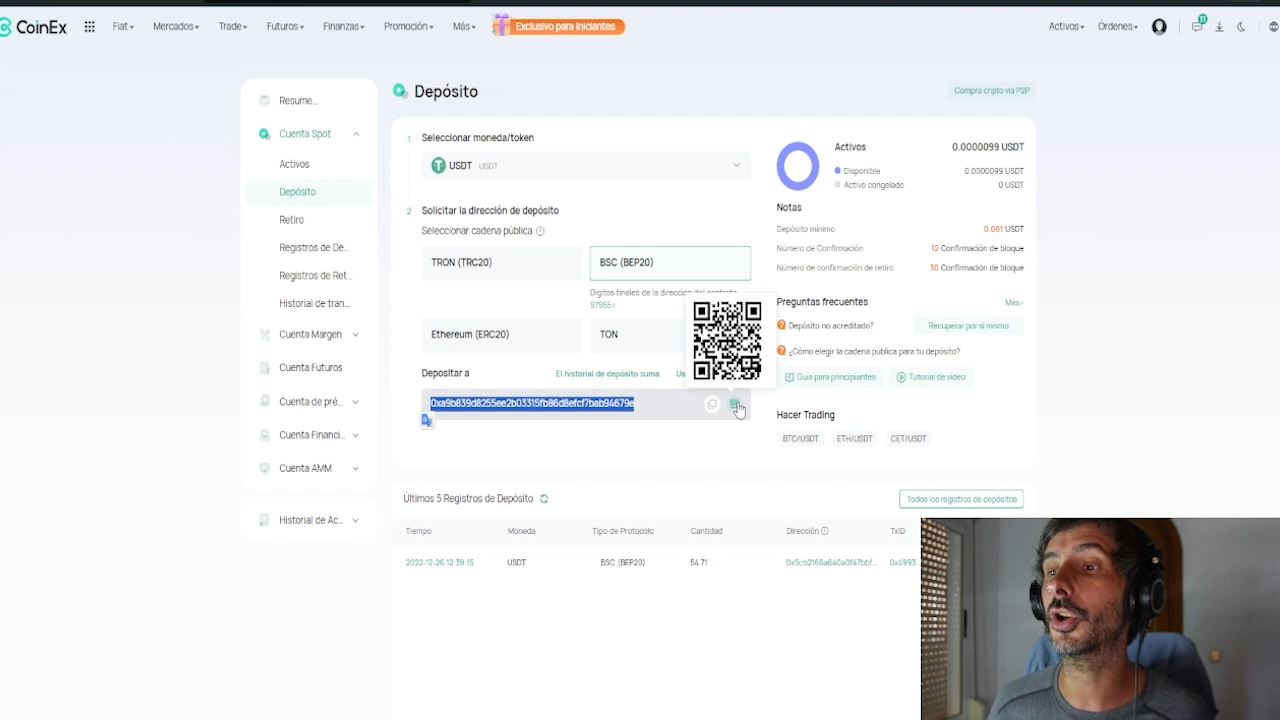 CoinEx
Fiat
Mercados
Trade
Futuros
Finanzas
Promoción
Más
Exclusivo para Iniciantes
Activos
Órdenes
11
Resume...
Cuenta Spot
Activos
Depósito
Retiro
Registros de De...
Registros de Ret...
Historial de tran...
Cuenta Margen
Cuenta Futuros
Cuenta de pré...
Cuenta Financi...
Cuenta AMM
Historial de Ac...
Depósito
Compra cripto via P2P
1 Seleccionar moneda/token
USDT USDT
2 Solicitar la dirección de depósito
Seleccionar cadena pública
TRON (TRC20)
BSC (BEP20)
Dígitos finales de la dirección del contrato
97955>
Ethereum (ERC20)
TON
Depositar a
El historial de depósito suma.
Us
0xa9b839d8255ee2b03315fb86d8efcf7bab94679e
Activos 0.0000099 USDT
Disponible 0.0000099 USDT
Activo congelado 0 USDT
Notas
Depósito mínimo 0.061 USDT
Número de Confirmación 12 Confirmación de bloque
Número de confirmación de retiro 30 Confirmación de bloque
Preguntas frecuentes Más>
Depósito no acreditado? Recuperar por sí mismo
¿Cómo elegir la cadena pública para tu depósito?
Guía para principiantes Tutorial de vídeo
Hacer Trading
BTC/USDT ETH/USDT CET/USDT
Últimos 5 Registros de Depósito
Todos los registros de depósitos
Tiempo Moneda Tipo de Protocolo Cantidad Dirección TxID
2022-12-26 12:39:15 USDT BSC (BEP20) 54.71 0x5cb2166a640a0f47bbf... 0x4993